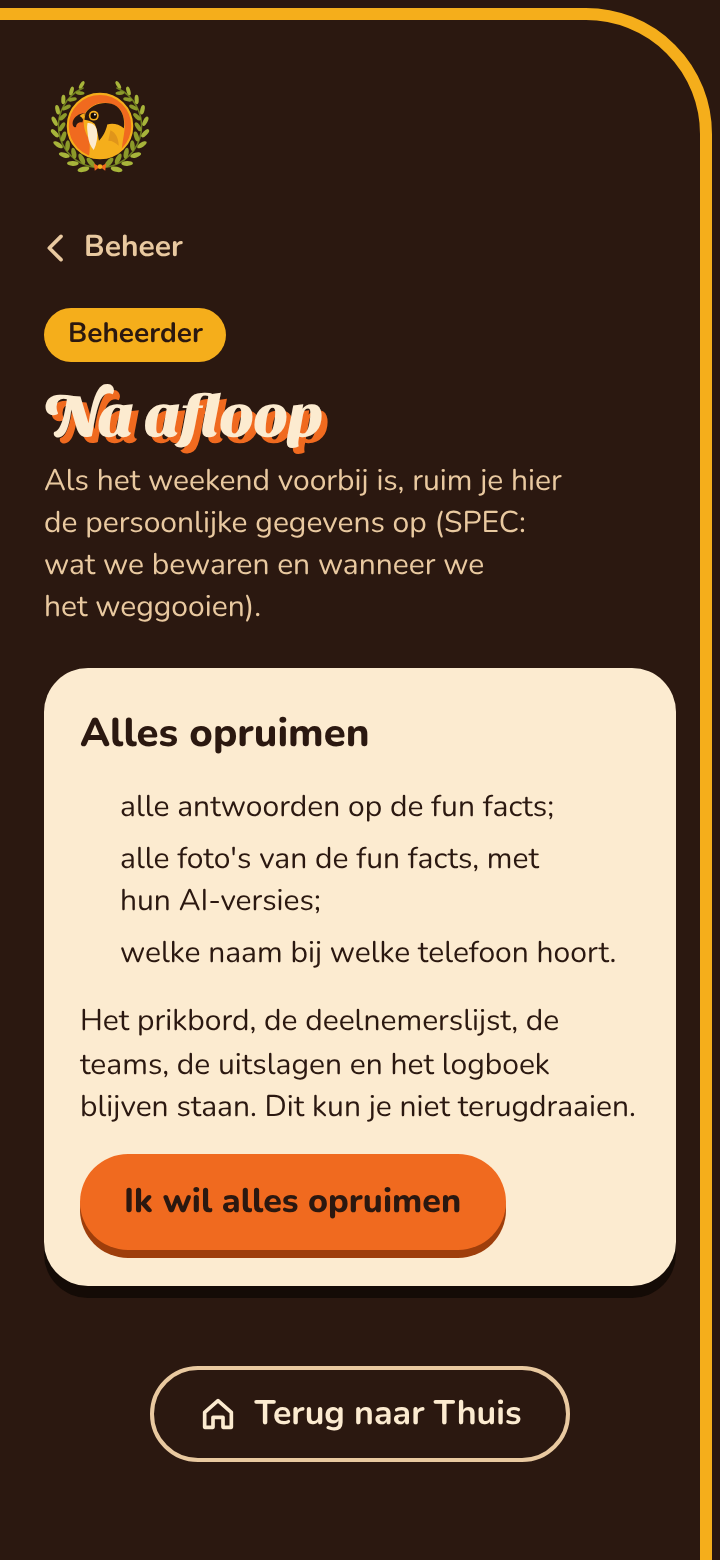 Beheer
Beheerder
Na afloop
Als het weekend voorbij is, ruim je hier
de persoonlijke gegevens op (SPEC:
wat we bewaren en wanneer we
het weggooien).
Alles opruimen
alle antwoorden op de fun facts;
alle foto's van de fun facts, met
hun AI-versies;
welke naam bij welke telefoon hoort.
Het prikbord, de deelnemerslijst, de
teams, de uitslagen en het logboek
blijven staan. Dit kun je niet terugdraaien.
Ik wil alles opruimen
Terug naar Thuis